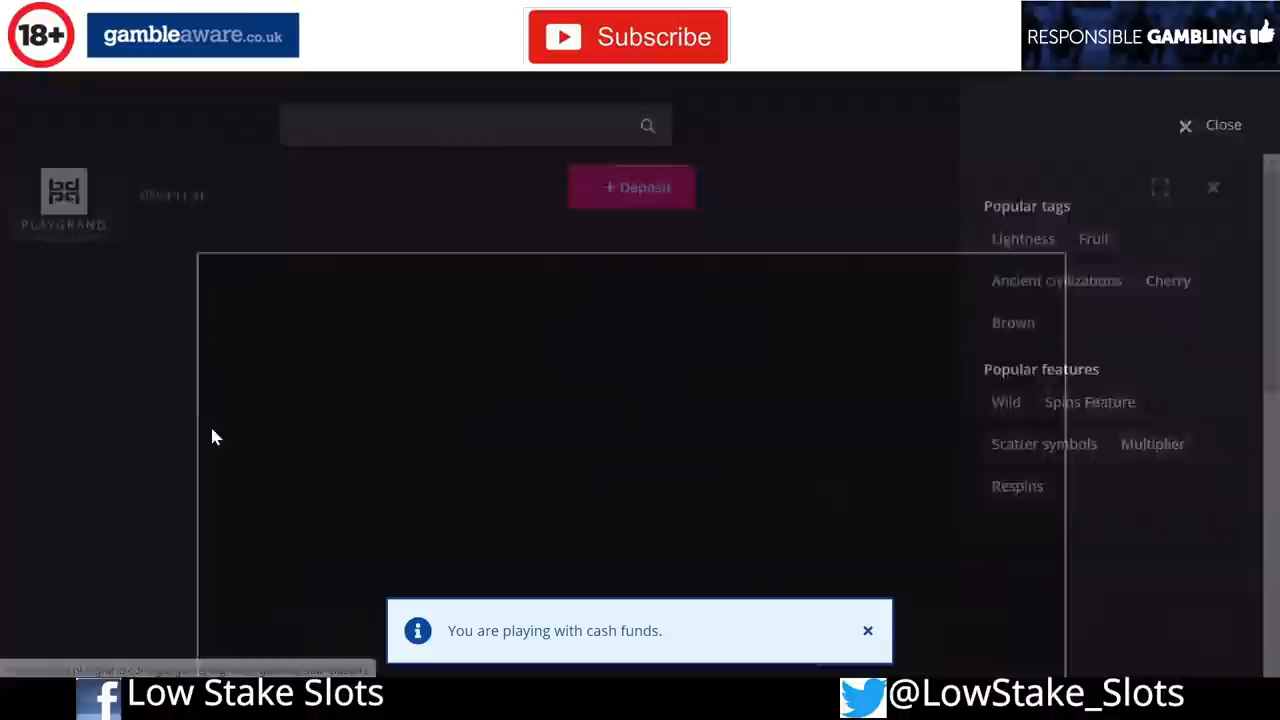 18+
gambleaware.co.uk
Subscribe
RESPONSIBLE GAMBLING
Close
+ Deposit
PLAYGRAND
Popular tags
Lightness Fruit
Ancient civilizations Cherry
Brown
Popular features
Wild Spins Feature
Scatter symbols Multiplier
Respins
You are playing with cash funds.
f Low Stake Slots
@LowStake_Slots